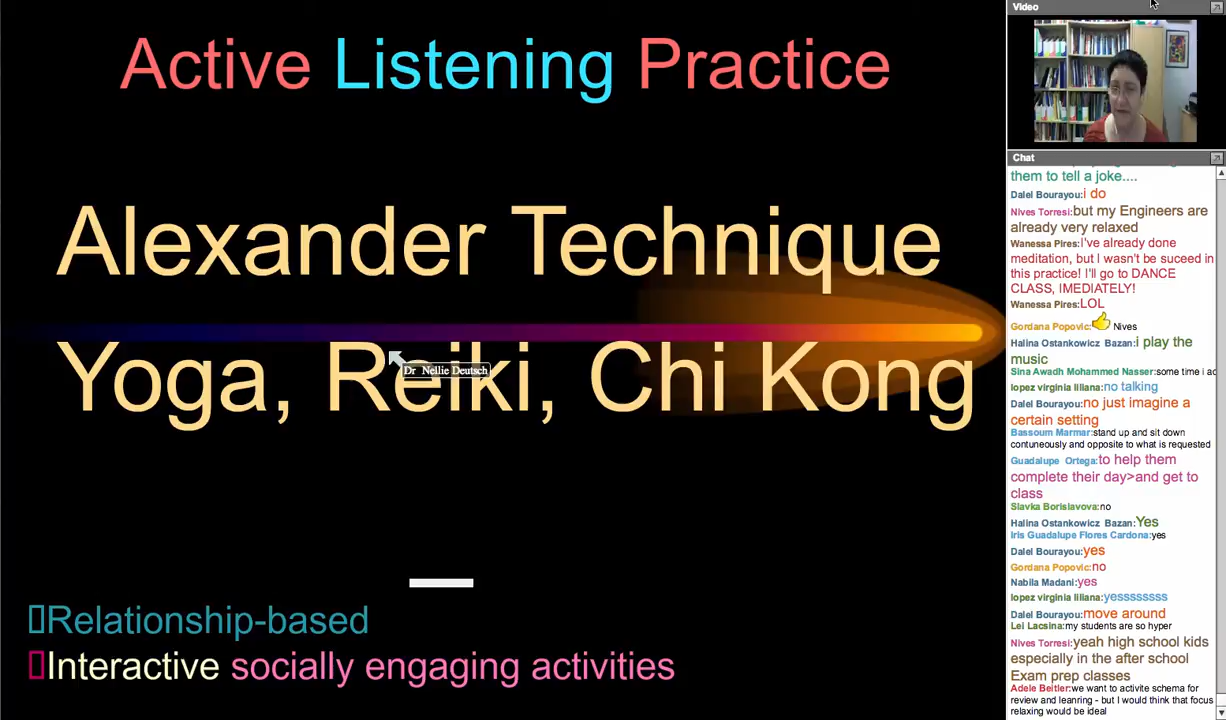 Active Listening Practice
Alexander Technique
Yoga, Reiki, Chi Kong
Dr Nellie Deutsch
Relationship-based
Interactive socially engaging activities
Video
Chat
them to tell a joke....
Dalel Bourayou:i do
Nives Torresi:but my Engineers are
already very relaxed
Wanessa Pires:I've already done
meditation, but I wasn't be suceed in
this practice! I'll go to DANCE
CLASS, IMEDIATELY!
Wanessa Pires:LOL
Gordana Popovic: Nives
Halina Ostankowicz Bazan:i play the
music
Sina Awadh Mohammed Nasser:some time i
lopez virginia liliana:no talking
Dalel Bourayou:no just imagine a
certain setting
Bassoum Marmar:stand up and sit down
contuneously and opposite to what is requested
Guadalupe Ortega:to help them
complete their day>and get to
class
Slavka Borislavova:no
Halina Ostankowicz Bazan:Yes
Iris Guadalupe Flores Cardona:yes
Dalel Bourayou:yes
Gordana Popovic:no
Nabila Madani:yes
lopez virginia liliana:yessssssss
Dalel Bourayou:move around
Lei Lacsina:my students are so hyper
Nives Torresi:yeah high school kids
especially in the after school
Exam prep classes
Adele Beitler:we want to activite schema for
review and leanring - but I would think that focus
relaxing would be ideal